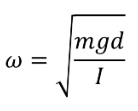 ω = √(mgd/I)